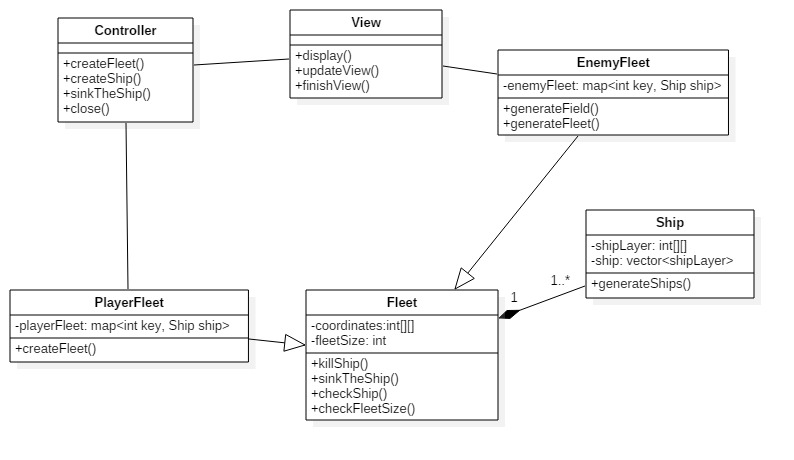 Controller
+createFleet()
+createShip()
+sinkTheShip()
+close()
View
+display()
+updateView()
+finishView()
EnemyFleet
-enemyFleet: map<int key, Ship ship>
+generateField()
+generateFleet()
Ship
-shipLayer: int[][]
-ship: vector<shipLayer>
+generateShips()
1..*
1
PlayerFleet
-playerFleet: map<int key, Ship ship>
+createFleet()
Fleet
-coordinates:int[][]
-fleetSize: int
+killShip()
+sinkTheShip()
+checkShip()
+checkFleetSize()